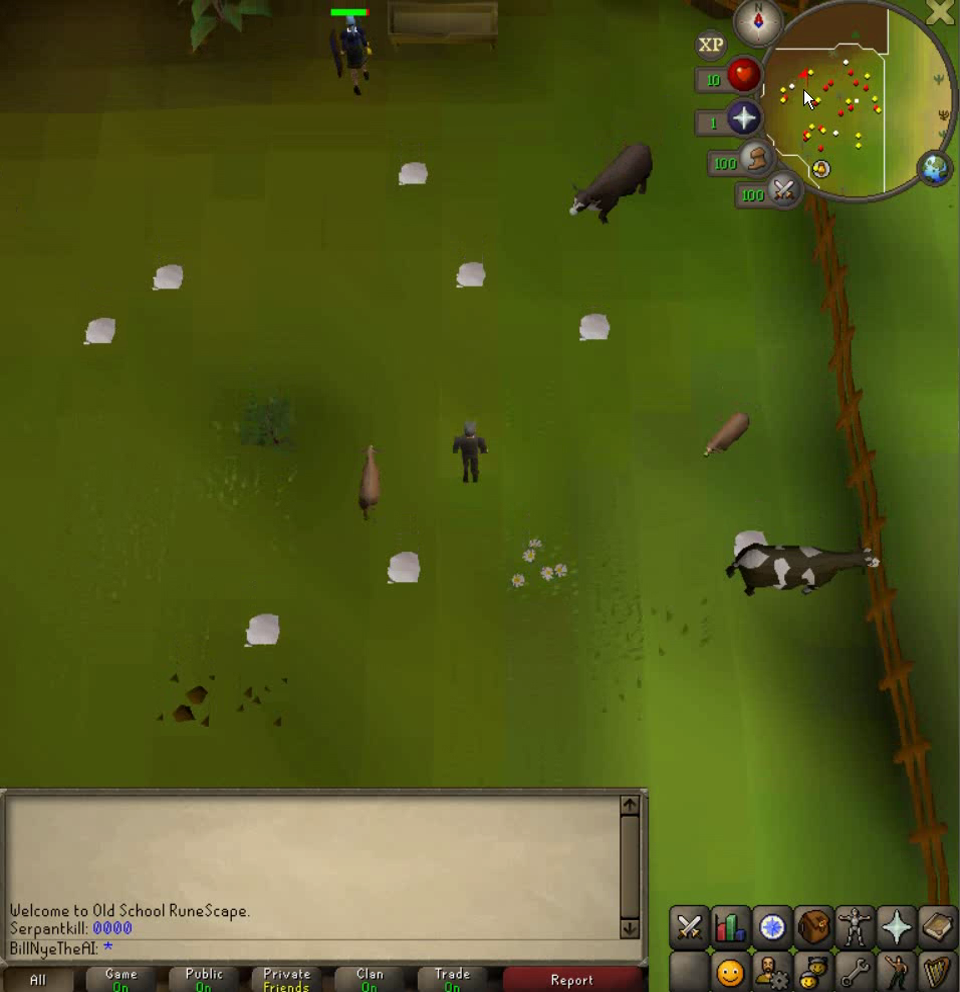 N
XP
10
1
100
100
Welcome to Old School RuneScape.
Serpantkill: 0000
BillNyeTheAI: *
All
Game
On
Public
On
Private
Friends
Clan
On
Trade
On
Report